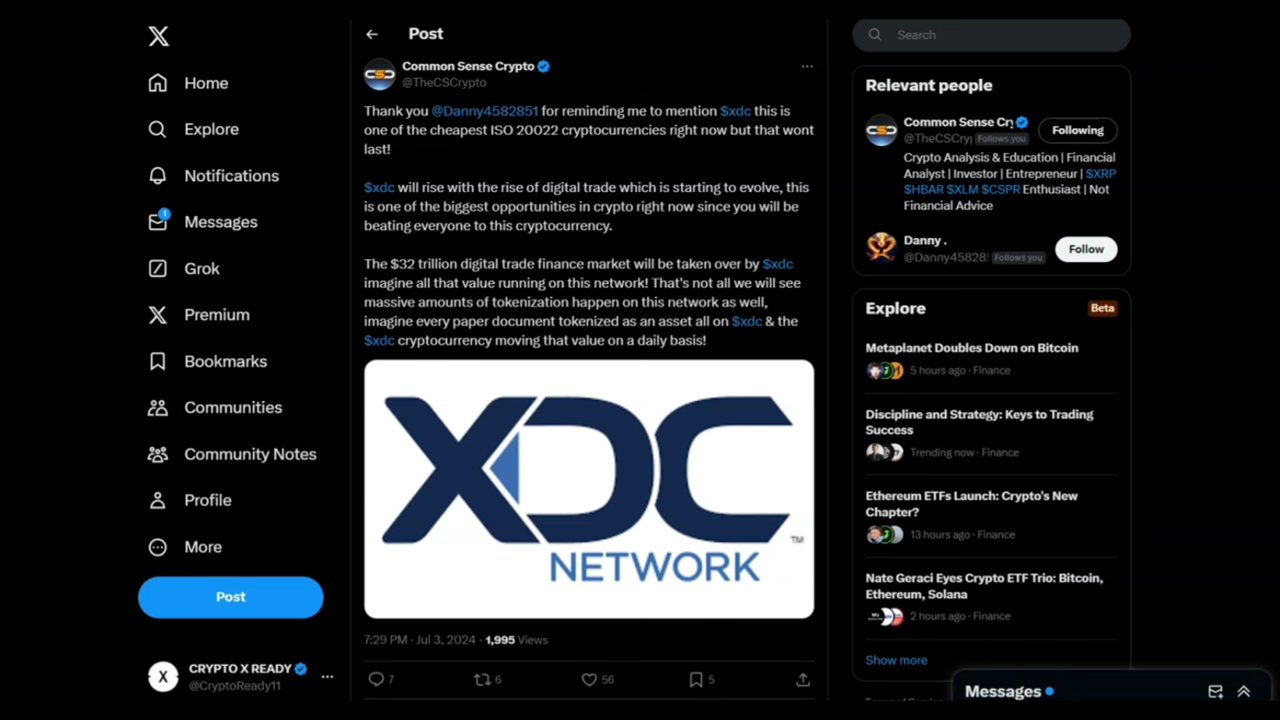 Home
Explore
Notifications
1
Messages
Grok
Premium
Bookmarks
Communities
Community Notes
Profile
More
Post
X
CRYPTO X READY
@CryptoReady11
Post
CSC
Common Sense Crypto
@TheCSCrypto
Thank you @Danny4582851 for reminding me to mention $xdc this is
one of the cheapest ISO 20022 cryptocurrencies right now but that wont
last!
$xdc will rise with the rise of digital trade which is starting to evolve, this
is one of the biggest opportunities in crypto right now since you will be
beating everyone to this cryptocurrency.
The $32 trillion digital trade finance market will be taken over by $xdc
imagine all that value running on this network! That's not all we will see
massive amounts of tokenization happen on this network as well,
imagine every paper document tokenized as an asset all on $xdc & the
$xdc cryptocurrency moving that value on a daily basis!
XDC
TM
NETWORK
7:29 PM · Jul 3, 2024 · 1,995 Views
7
6
56
5
Search
Relevant people
CSC
Common Sense Cr
@TheCSCry Follows you
Following
Crypto Analysis & Education | Financial
Analyst | Investor | Entrepreneur | $XRP
$HBAR $XLM $CSPR Enthusiast | Not
Financial Advice
Danny .
@Danny45828 Follows you
Follow
Explore
Beta
Metaplanet Doubles Down on Bitcoin
5 hours ago · Finance
Discipline and Strategy: Keys to Trading
Success
Trending now · Finance
Ethereum ETFs Launch: Crypto's New
Chapter?
13 hours ago · Finance
Nate Geraci Eyes Crypto ETF Trio: Bitcoin,
Ethereum, Solana
2 hours ago · Finance
Show more
Messages